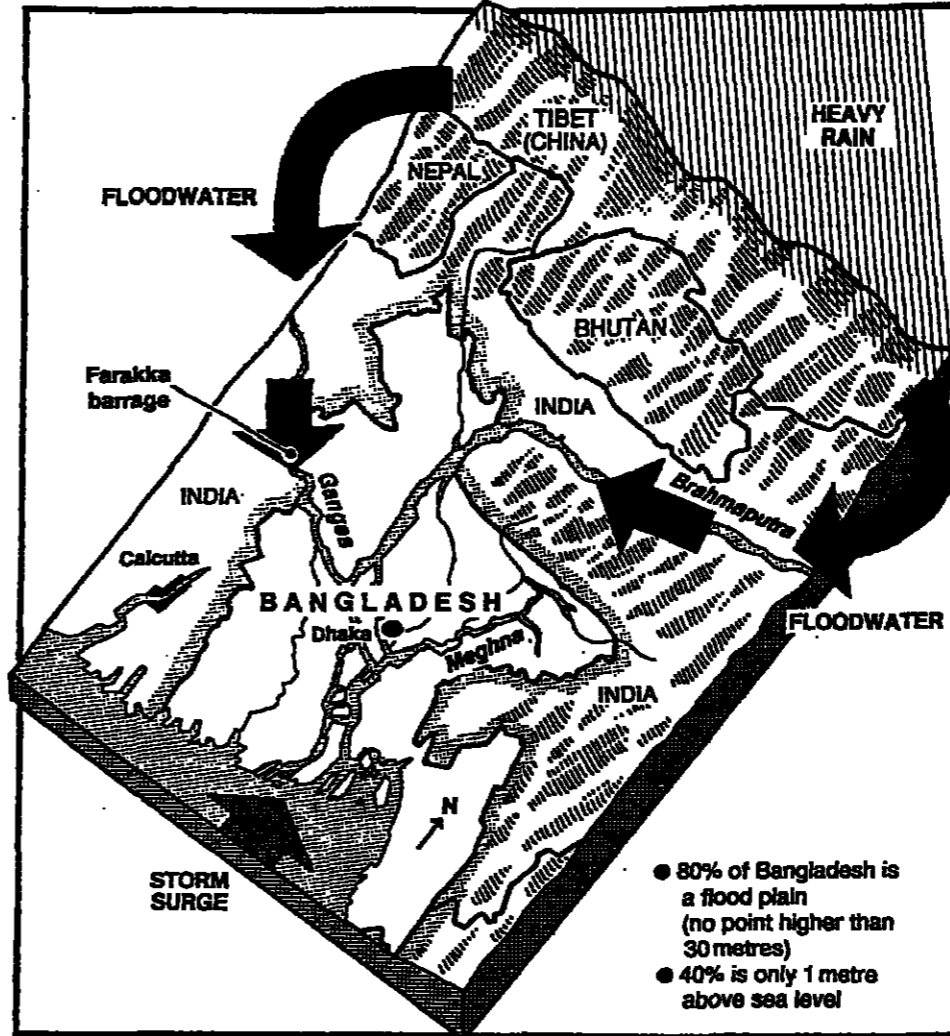 HEAVY
RAIN
TIBET
(CHINA)
NEPAL
FLOODWATER
BHUTAN
Farakka
barrage
INDIA
Brahmaputra
Ganges
INDIA
Calcutta
BANGLADESH
Dhaka
Meghna
FLOODWATER
INDIA
N
STORM
SURGE
● 80% of Bangladesh is
a flood plain
(no point higher than
30 metres)
● 40% is only 1 metre
above sea level